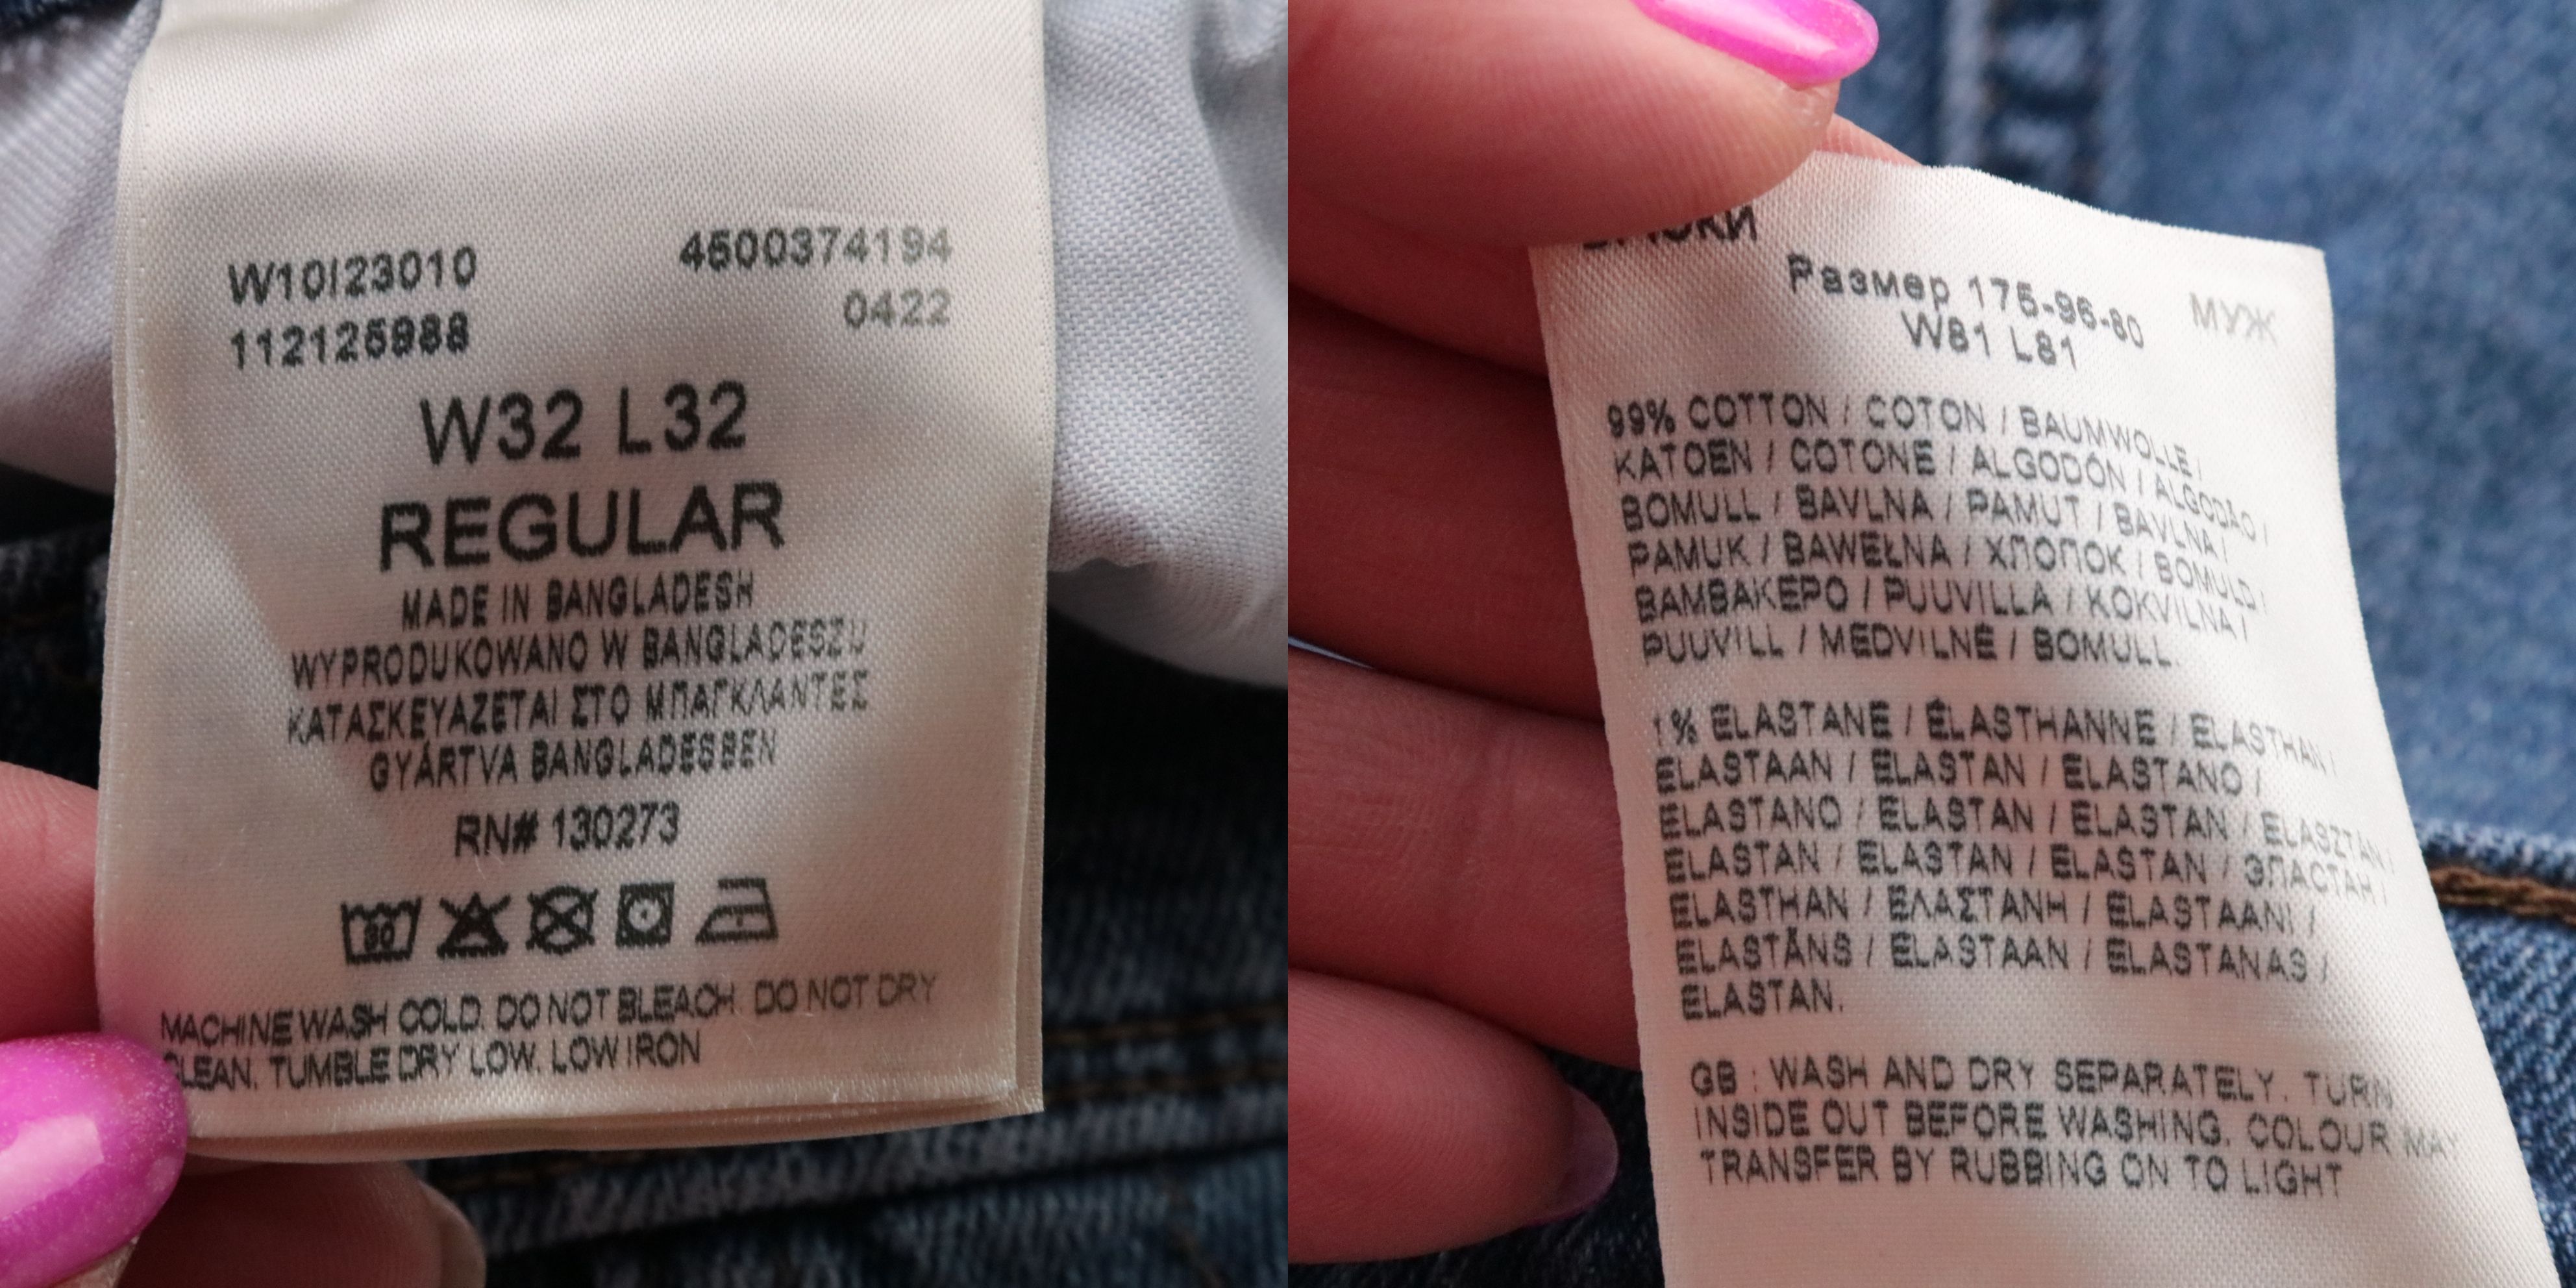 W10I23010 4500374194
112125988 0422
W32 L32
REGULAR
MADE IN BANGLADESH
WYPRODUKOWANO W BANGLADESZU
ΚΑΤΑΣΚΕΥΑΖΕΤΑΙ ΣΤΟ ΜΠΑΓΚΛΑΝΤΕΣ
GYÁRTVA BANGLADESBEN
RN# 130273
30
MACHINE WASH COLD. DO NOT BLEACH. DO NOT DRY
CLEAN. TUMBLE DRY LOW. LOW IRON
Размер 175-96-80 МУЖ
W81 L81
99% COTTON / COTON / BAUMWOLLE /
KATOEN / COTONE / ALGODÓN / ALGODÃO /
BOMULL / BAVLNA / PAMUT / BAVLNA /
PAMUK / BAWEŁNA / ХЛОПОК / BOMULD /
ΒΑΜΒΑΚΕΡΟ / PUUVILLA / KOKVILNA /
PUUVILL / MEDVILNĖ / BOMULL.
1% ELASTANE / ÉLASTHANNE / ELASTHAN /
ELASTAAN / ELASTAN / ELASTANO /
ELASTANO / ELASTAN / ELASTAN / ELASZTÁN /
ELASTAN / ELASTAN / ELASTAN / ЭЛАСТАН /
ELASTHAN / ΕΛΑΣΤΑΝΗ / ELASTAANI /
ELASTĀNS / ELASTAAN / ELASTANAS /
ELASTAN.
GB : WASH AND DRY SEPARATELY. TURN
INSIDE OUT BEFORE WASHING. COLOUR MAY
TRANSFER BY RUBBING ON TO LIGHT